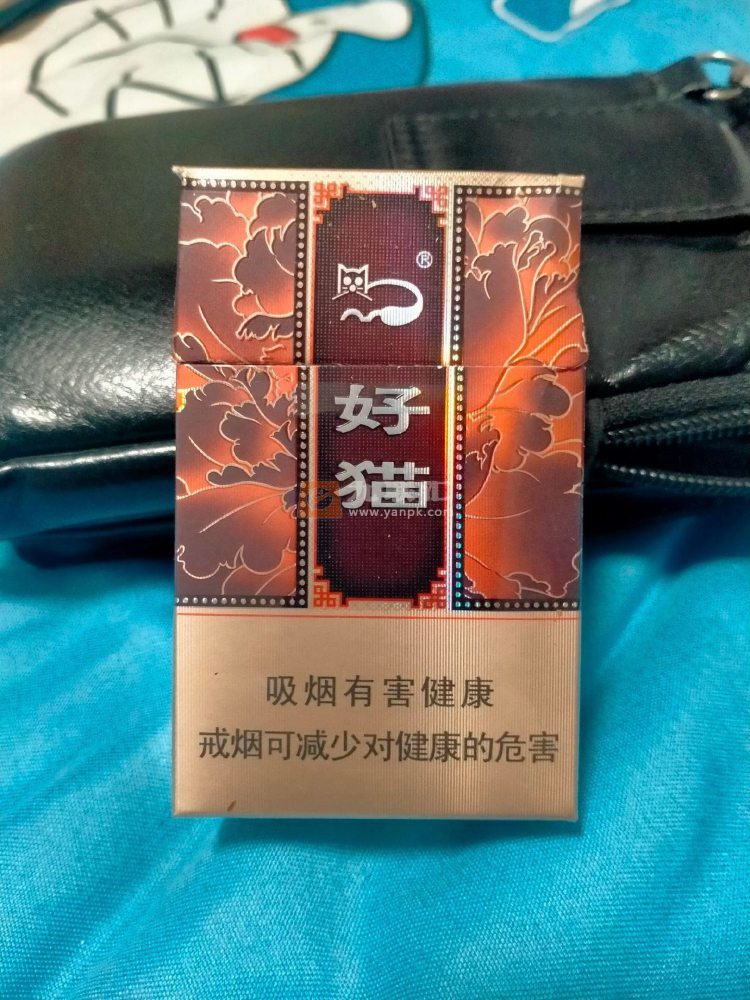 ®
好
猫
www.yanpk.com
吸烟有害健康
戒烟可减少对健康的危害